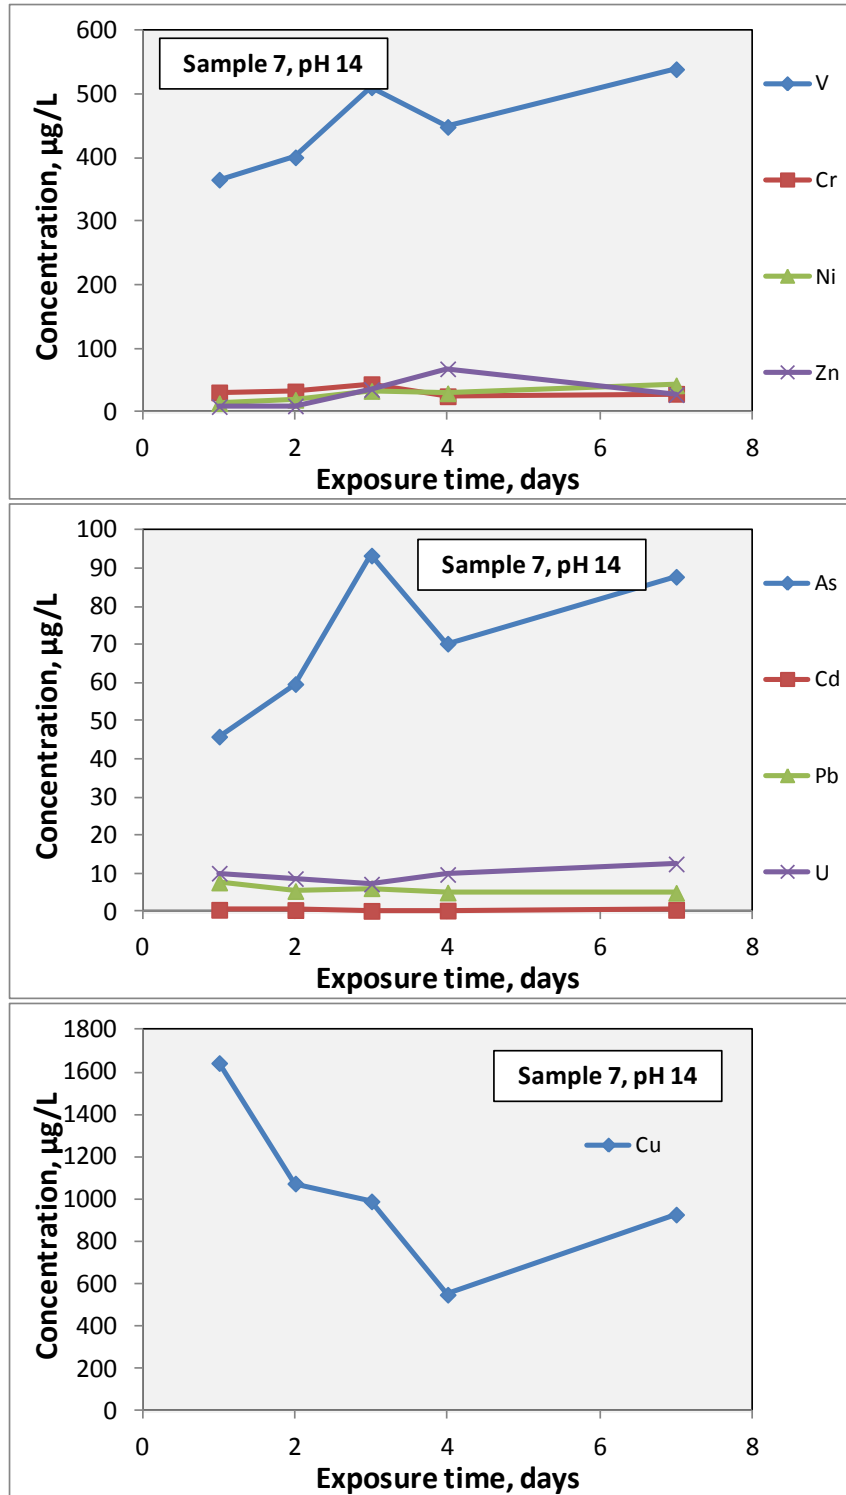 600
500
400
300
200
100
0
Concentration, µg/L
Sample 7, pH 14
V
Cr
Ni
Zn
0 2 4 6 8
Exposure time, days
100
90
80
70
60
50
40
30
20
10
0
Concentration, µg/L
Sample 7, pH 14
As
Cd
Pb
U
0 2 4 6 8
Exposure time, days
1800
1600
1400
1200
1000
800
600
400
200
0
Concentration, µg/L
Sample 7, pH 14
Cu
0 2 4 6 8
Exposure time, days